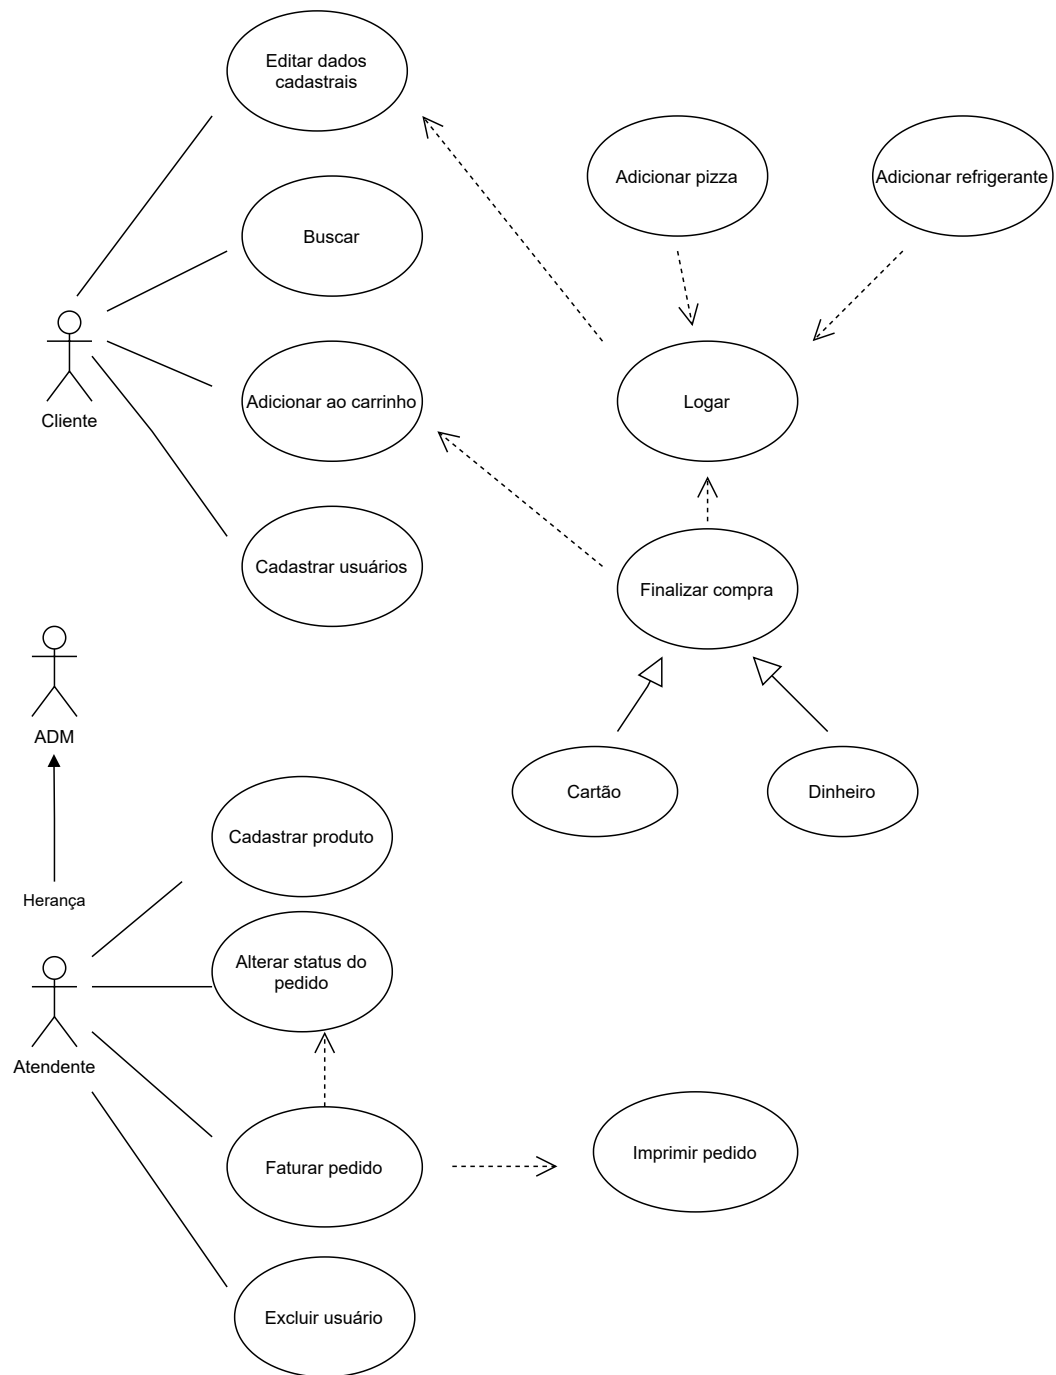 Editar dados
cadastrais
Adicionar pizza
Adicionar refrigerante
Buscar
Adicionar ao carrinho
Logar
Cliente
Cadastrar usuários
Finalizar compra
ADM
Cartão
Dinheiro
Cadastrar produto
Herança
Alterar status do
pedido
Atendente
Faturar pedido
Imprimir pedido
Excluir usuário